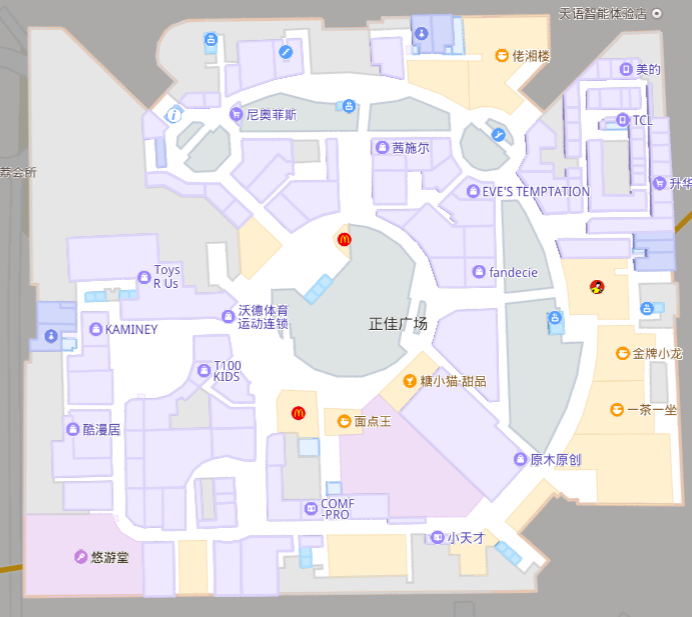 天语智能体验店
佬湘楼
美的
尼奥菲斯
TCL
茜施尔
荞会所
升华
EVE'S TEMPTATION
Toys
R Us
fandecie
沃德体育
运动连锁
正佳广场
KAMINEY
金牌小龙
T100
KIDS
糖小猫·甜品
一茶一坐
面点王
酷漫居
原木原创
COMF
-PRO
小天才
悠游堂